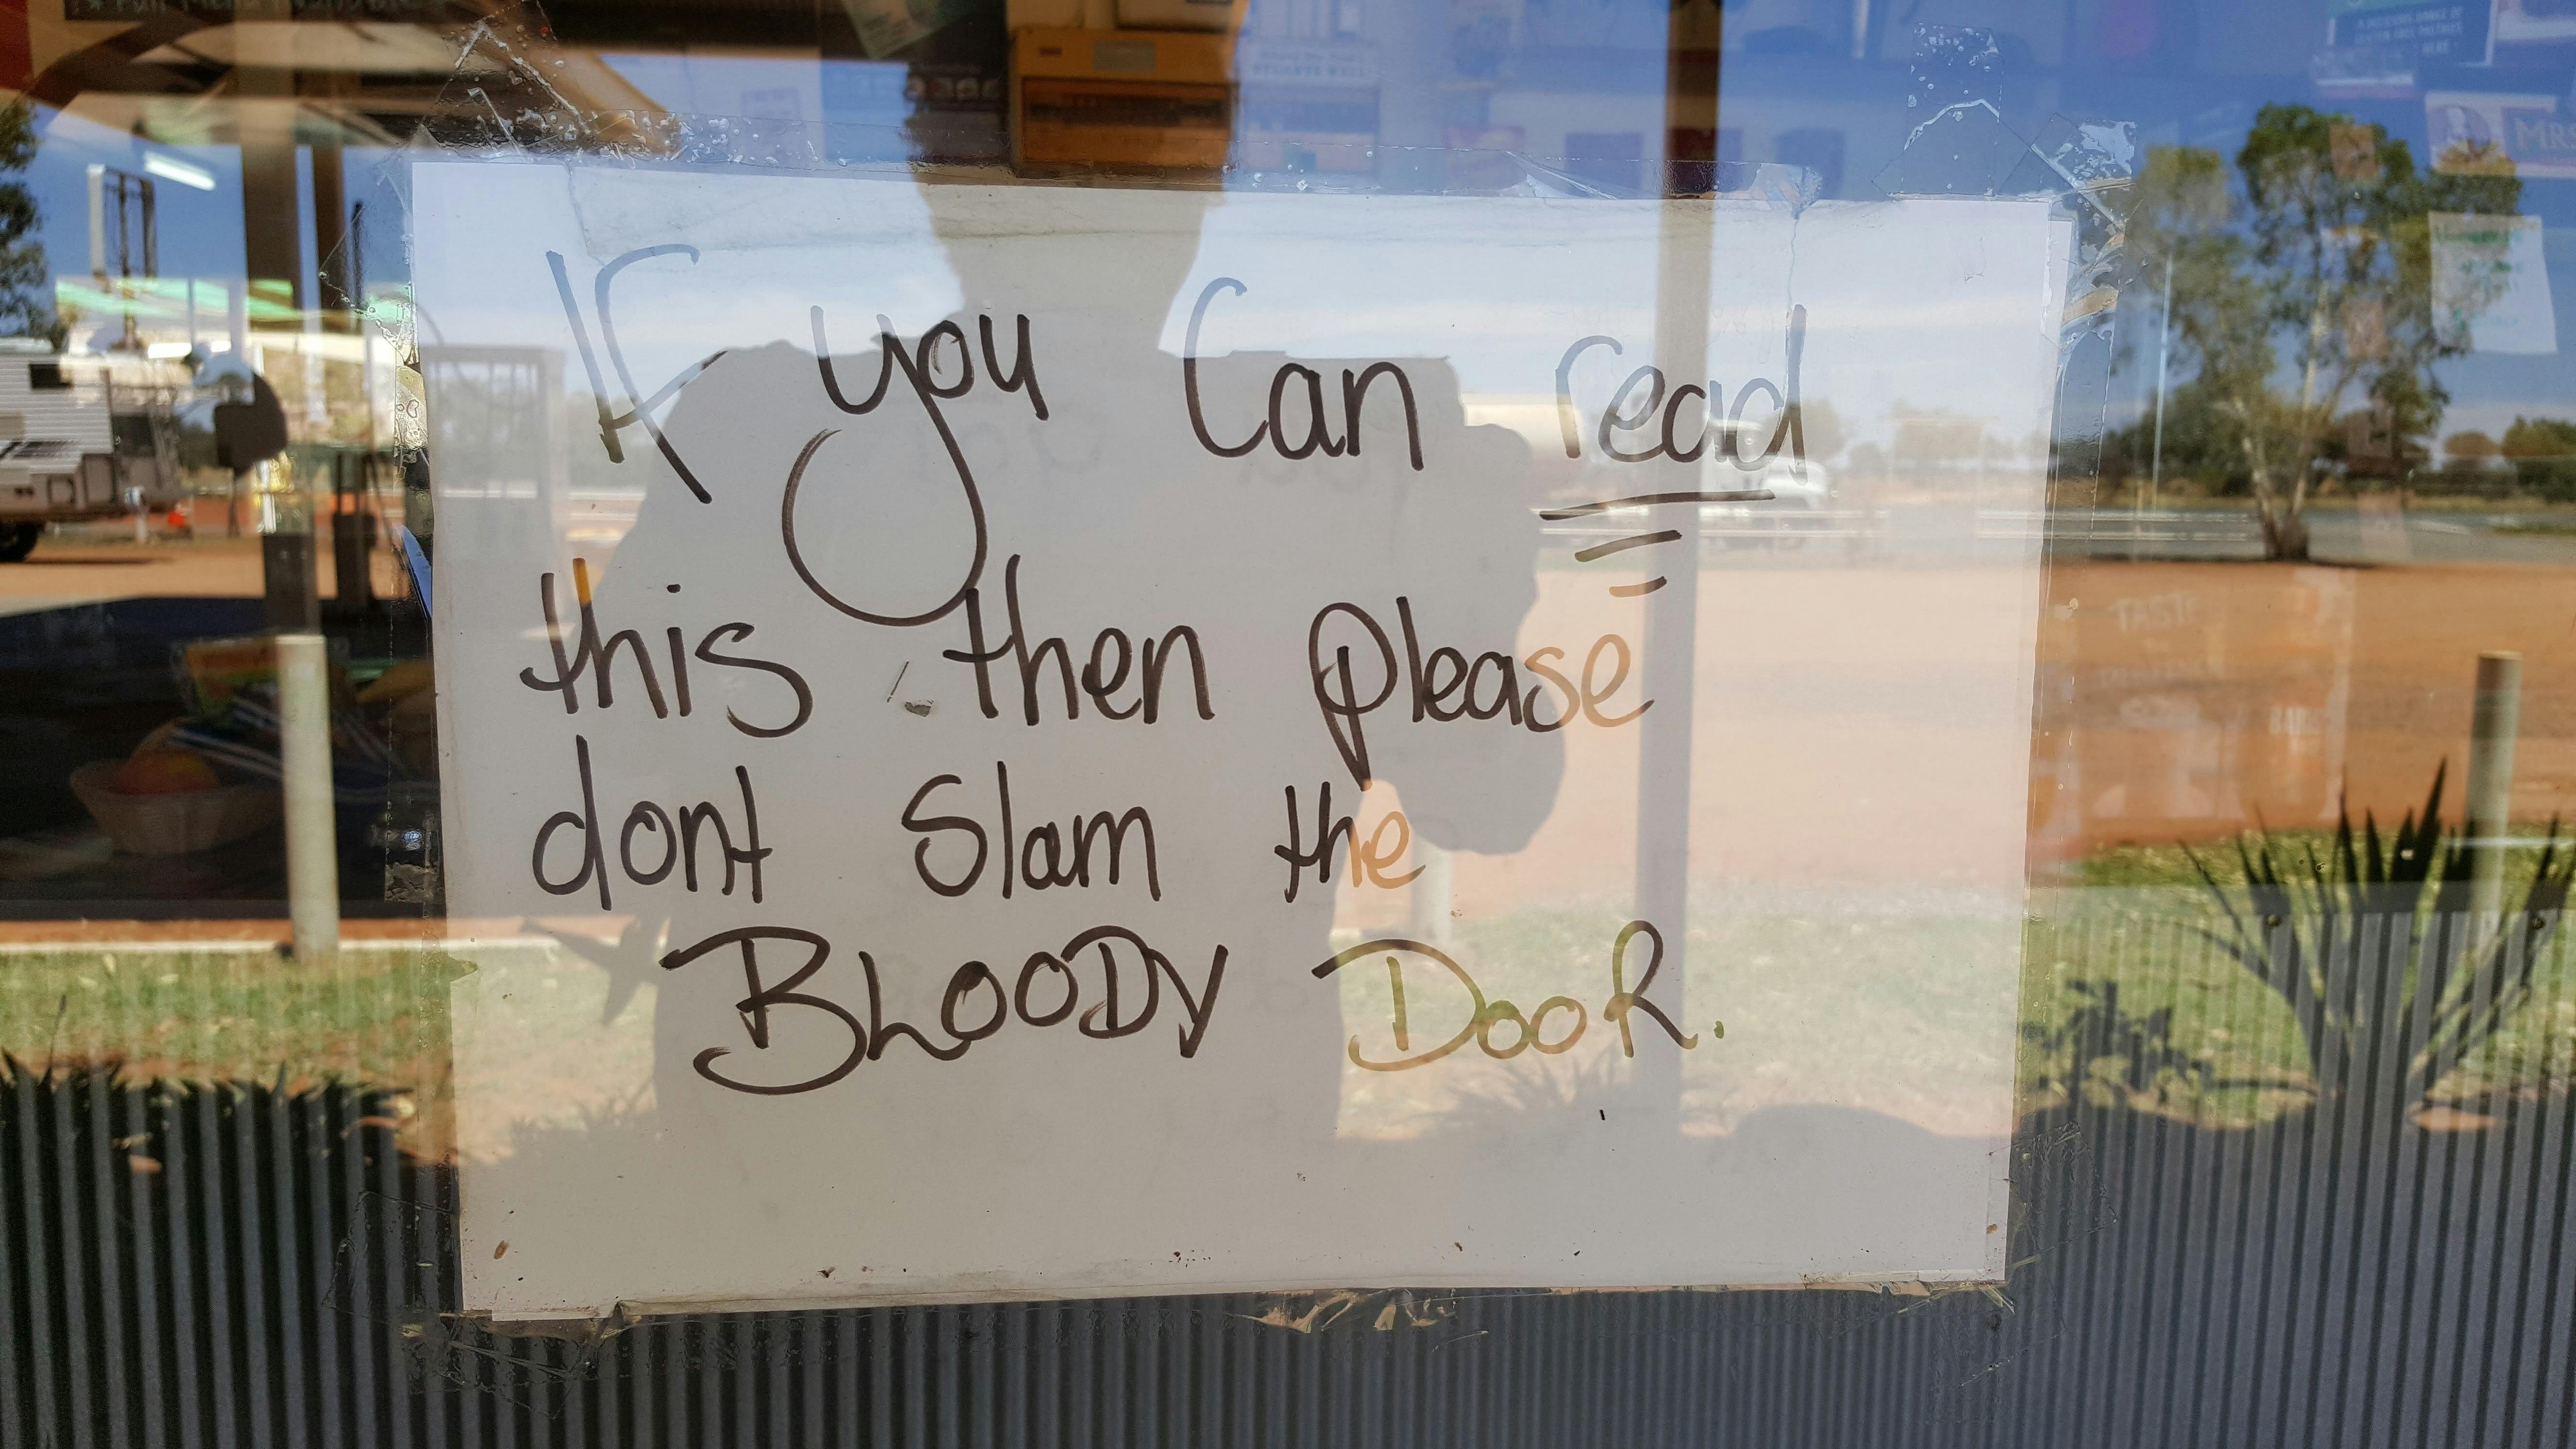 If you Can read
this then please
dont Slam the
BLOODY DOOR.